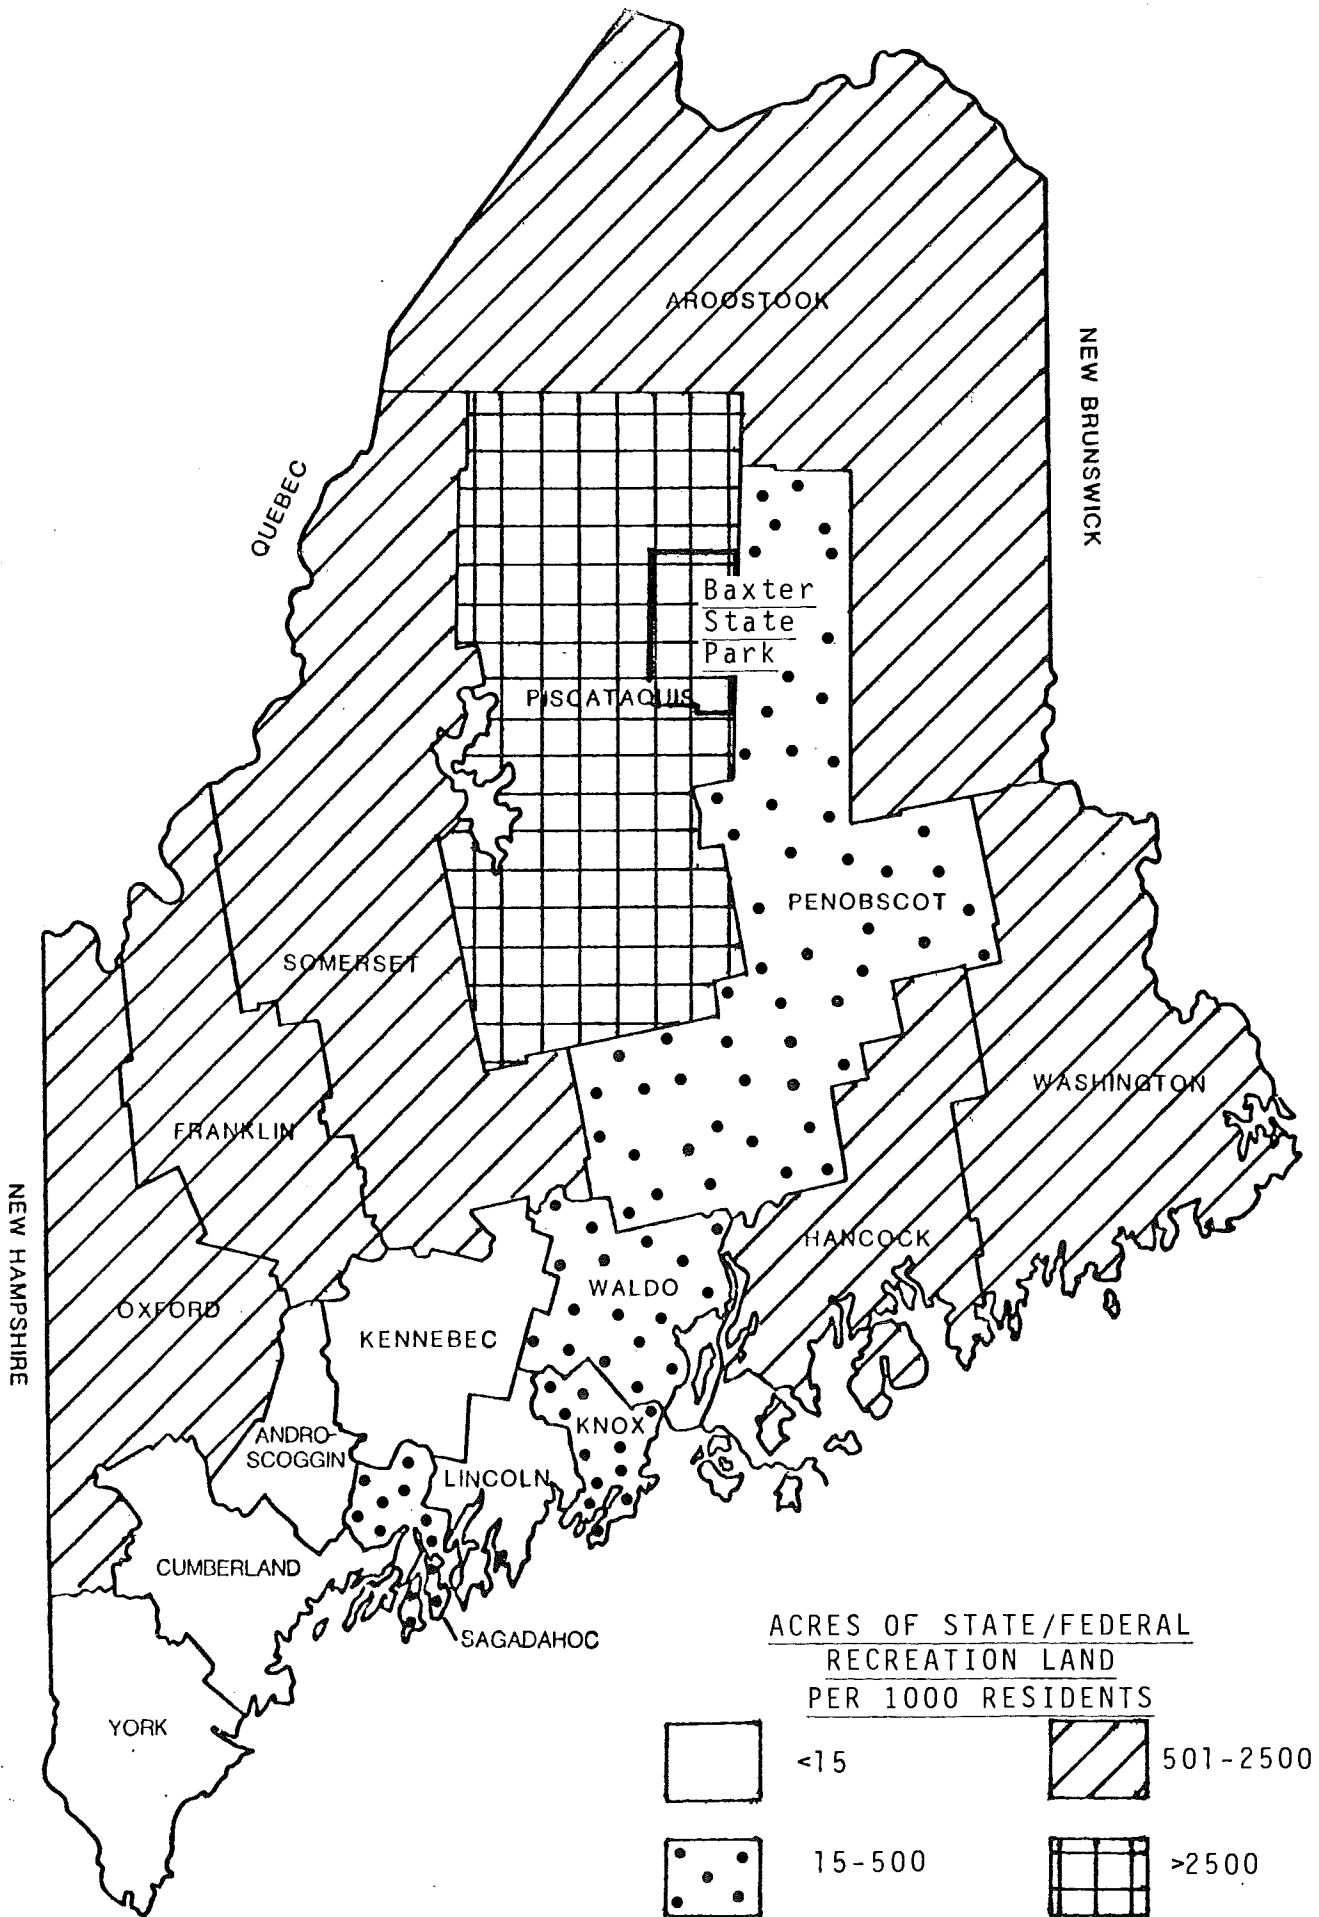 AROOSTOOK
NEW BRUNSWICK
QUEBEC
Baxter
State
Park
PISCATAQUIS
PENOBSCOT
SOMERSET
WASHINGTON
FRANKLIN
NEW HAMPSHIRE
HANCOCK
WALDO
OXFORD
KENNEBEC
KNOX
ANDRO-
SCOGGIN
LINCOLN
CUMBERLAND
SAGADAHOC
YORK
ACRES OF STATE/FEDERAL
RECREATION LAND
PER 1000 RESIDENTS
<15
501-2500
15-500
>2500